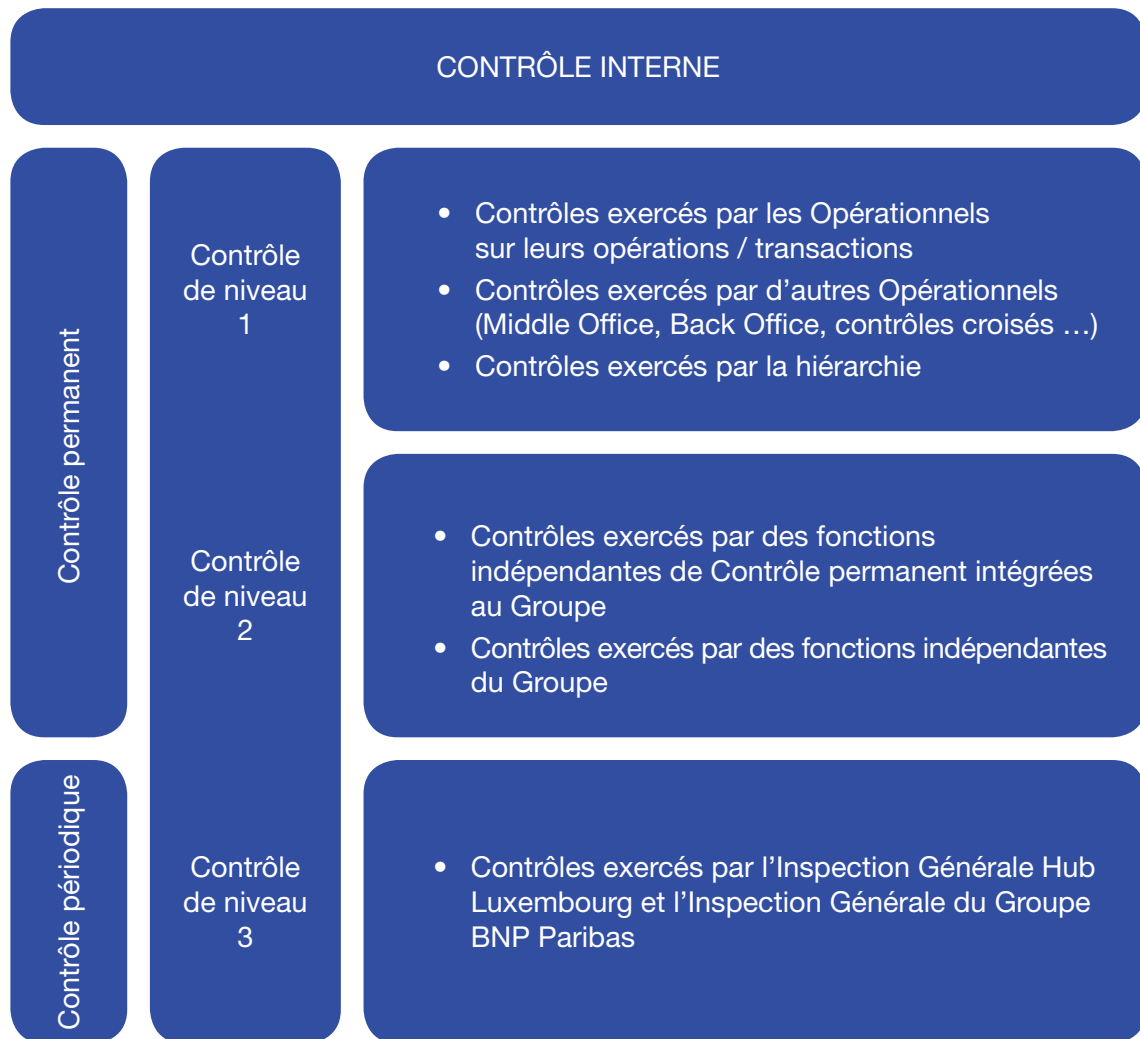 CONTRÔLE INTERNE
Contrôle permanent
Contrôle
de niveau
1
• Contrôles exercés par les Opérationnels
sur leurs opérations / transactions
• Contrôles exercés par d’autres Opérationnels
(Middle Office, Back Office, contrôles croisés …)
• Contrôles exercés par la hiérarchie
Contrôle
de niveau
2
• Contrôles exercés par des fonctions
indépendantes de Contrôle permanent intégrées
au Groupe
• Contrôles exercés par des fonctions indépendantes
du Groupe
Contrôle périodique
Contrôle
de niveau
3
• Contrôles exercés par l’Inspection Générale Hub
Luxembourg et l’Inspection Générale du Groupe
BNP Paribas